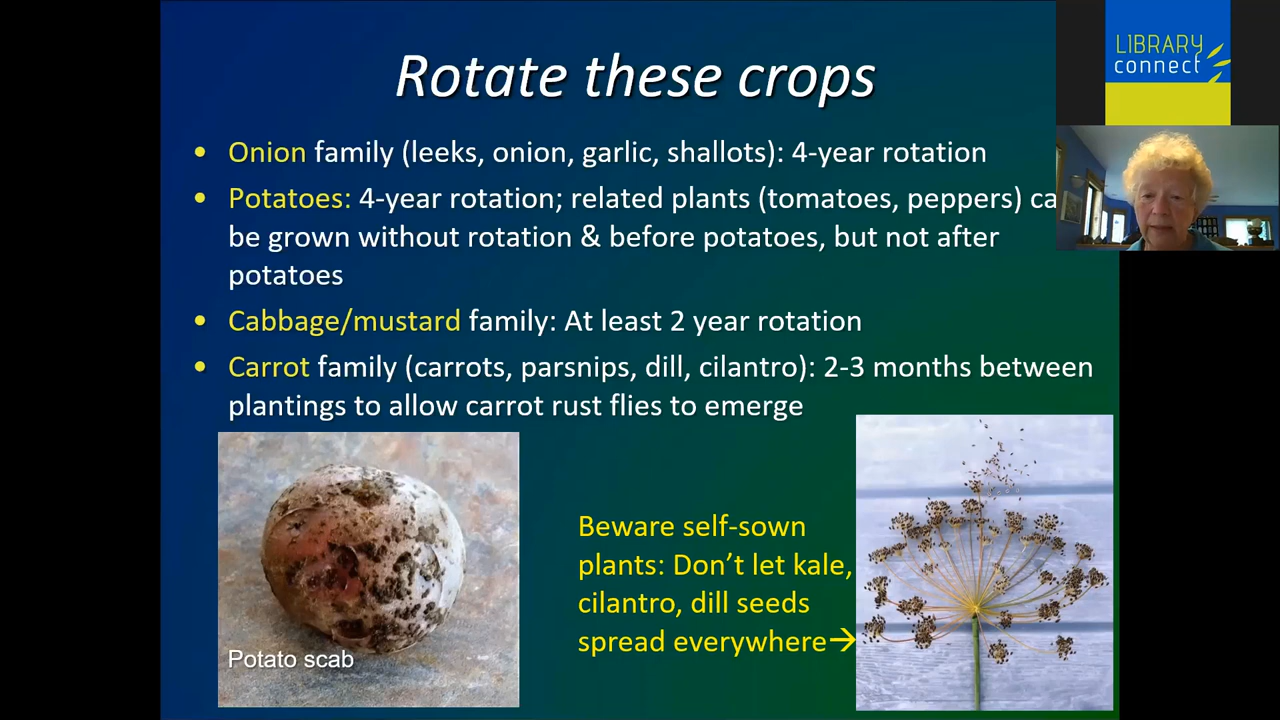 Rotate these crops
• Onion family (leeks, onion, garlic, shallots): 4-year rotation
• Potatoes: 4-year rotation; related plants (tomatoes, peppers) ca
be grown without rotation & before potatoes, but not after
potatoes
• Cabbage/mustard family: At least 2 year rotation
• Carrot family (carrots, parsnips, dill, cilantro): 2-3 months between
plantings to allow carrot rust flies to emerge
Potato scab
Beware self-sown
plants: Don’t let kale,
cilantro, dill seeds
spread everywhere→
LIBRARY
connect